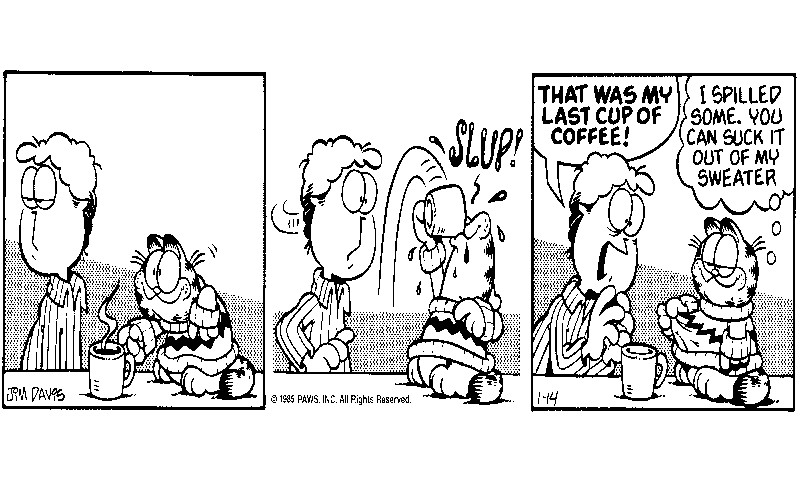 JIM DAVIS
SLUP!
© 1985 PAWS, INC. All Rights Reserved.
THAT WAS MY
LAST CUP OF
COFFEE!
I SPILLED
SOME. YOU
CAN SUCK IT
OUT OF MY
SWEATER
1-14